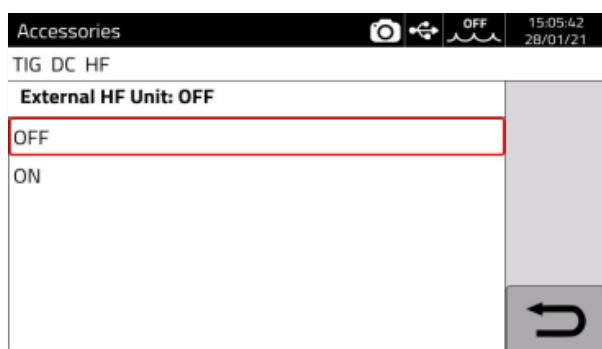 Accessories
OFF
15:05:42
28/01/21
TIG DC HF
External HF Unit: OFF
OFF
ON